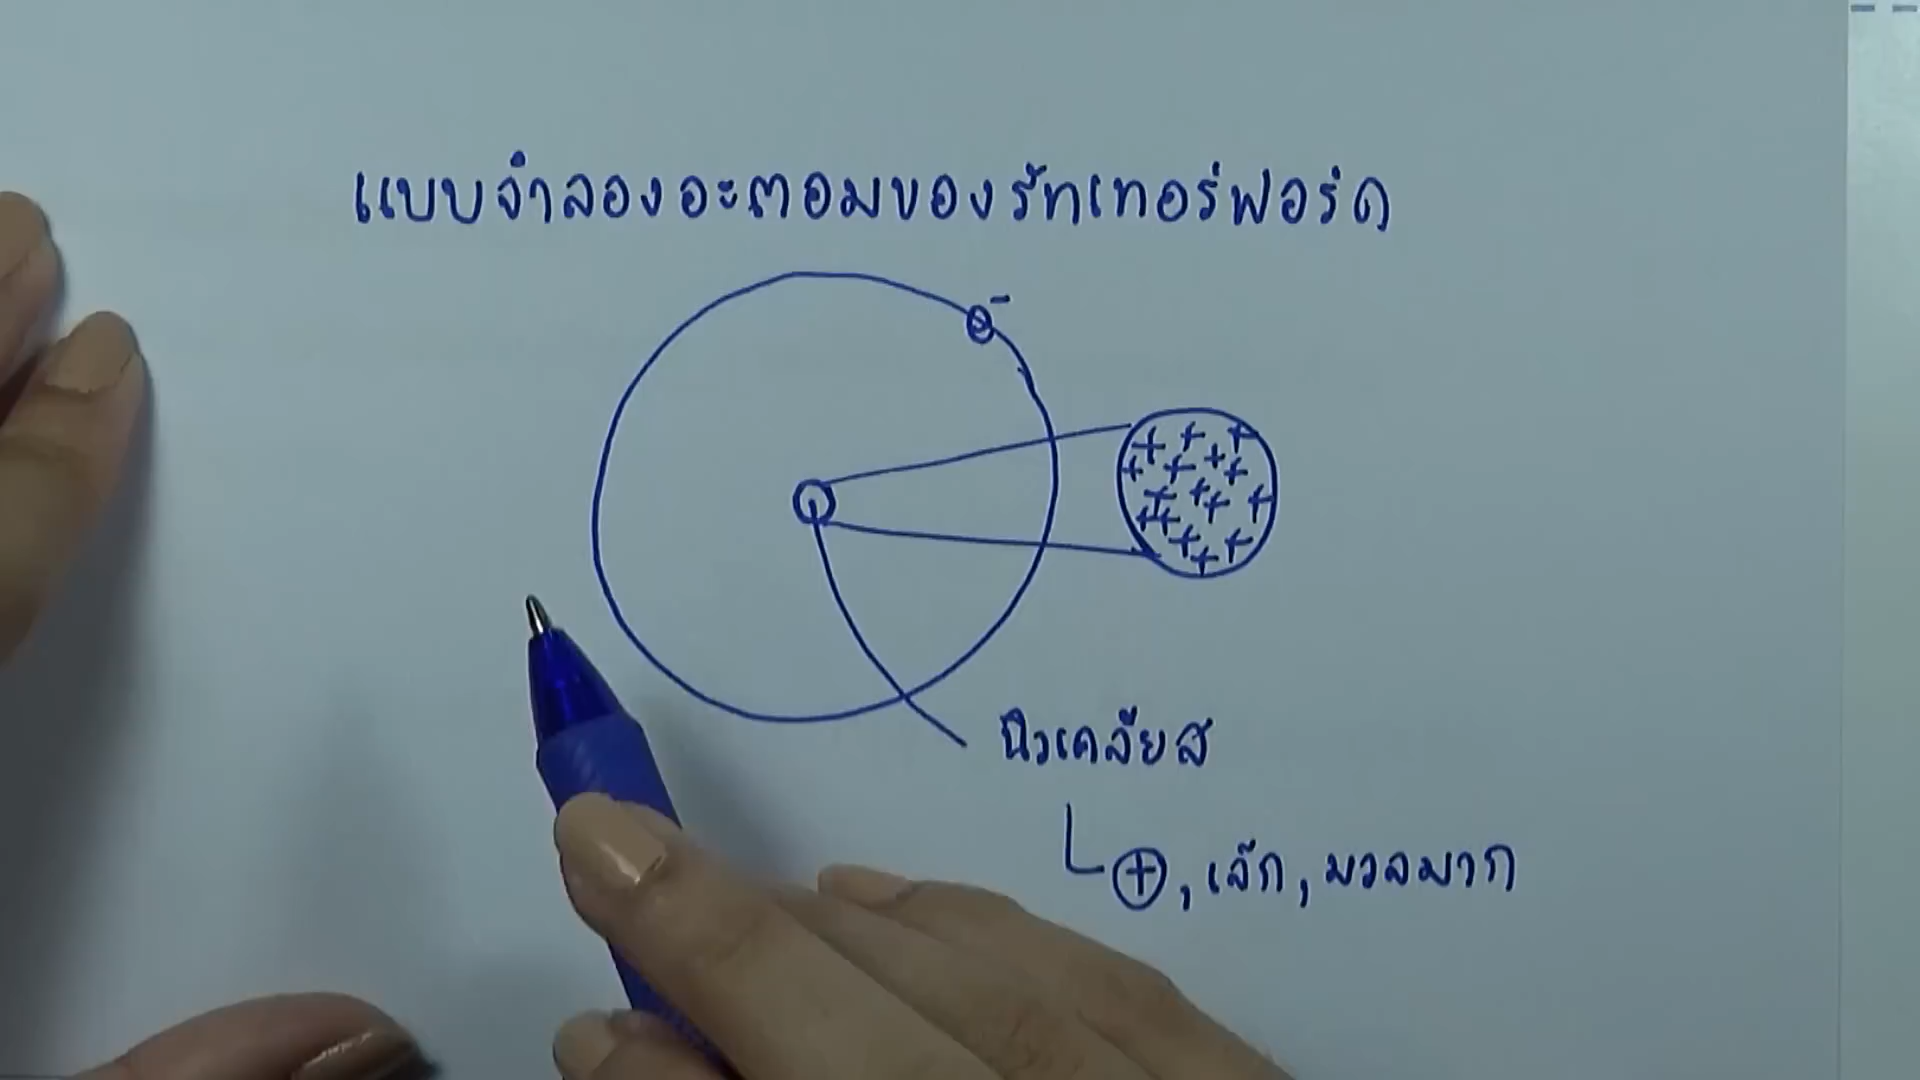 แบบจำลองอะตอมของรัทเทอร์ฟอร์ด
-
+ + + + + + + + + + + + + + + + + +
นิวเคลียส
+, เล็ก, มวลมาก